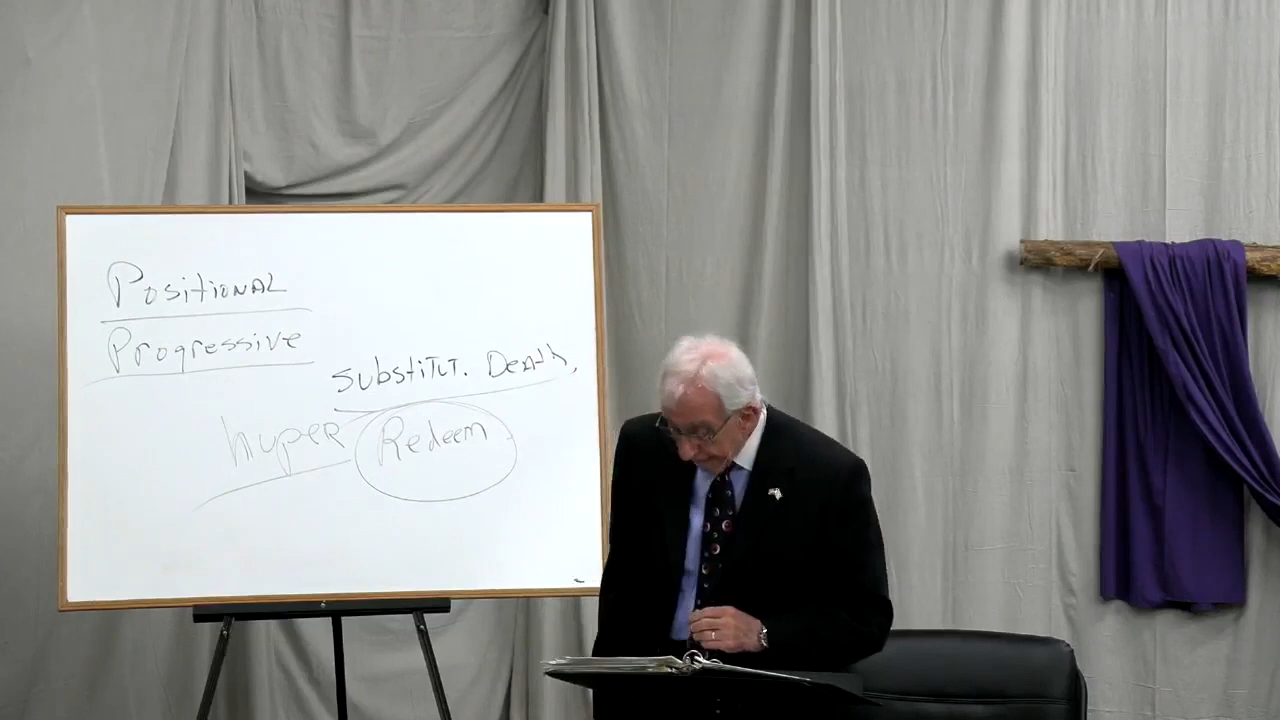 Positional
Progressive
Substitut. Death,
huper Redeem